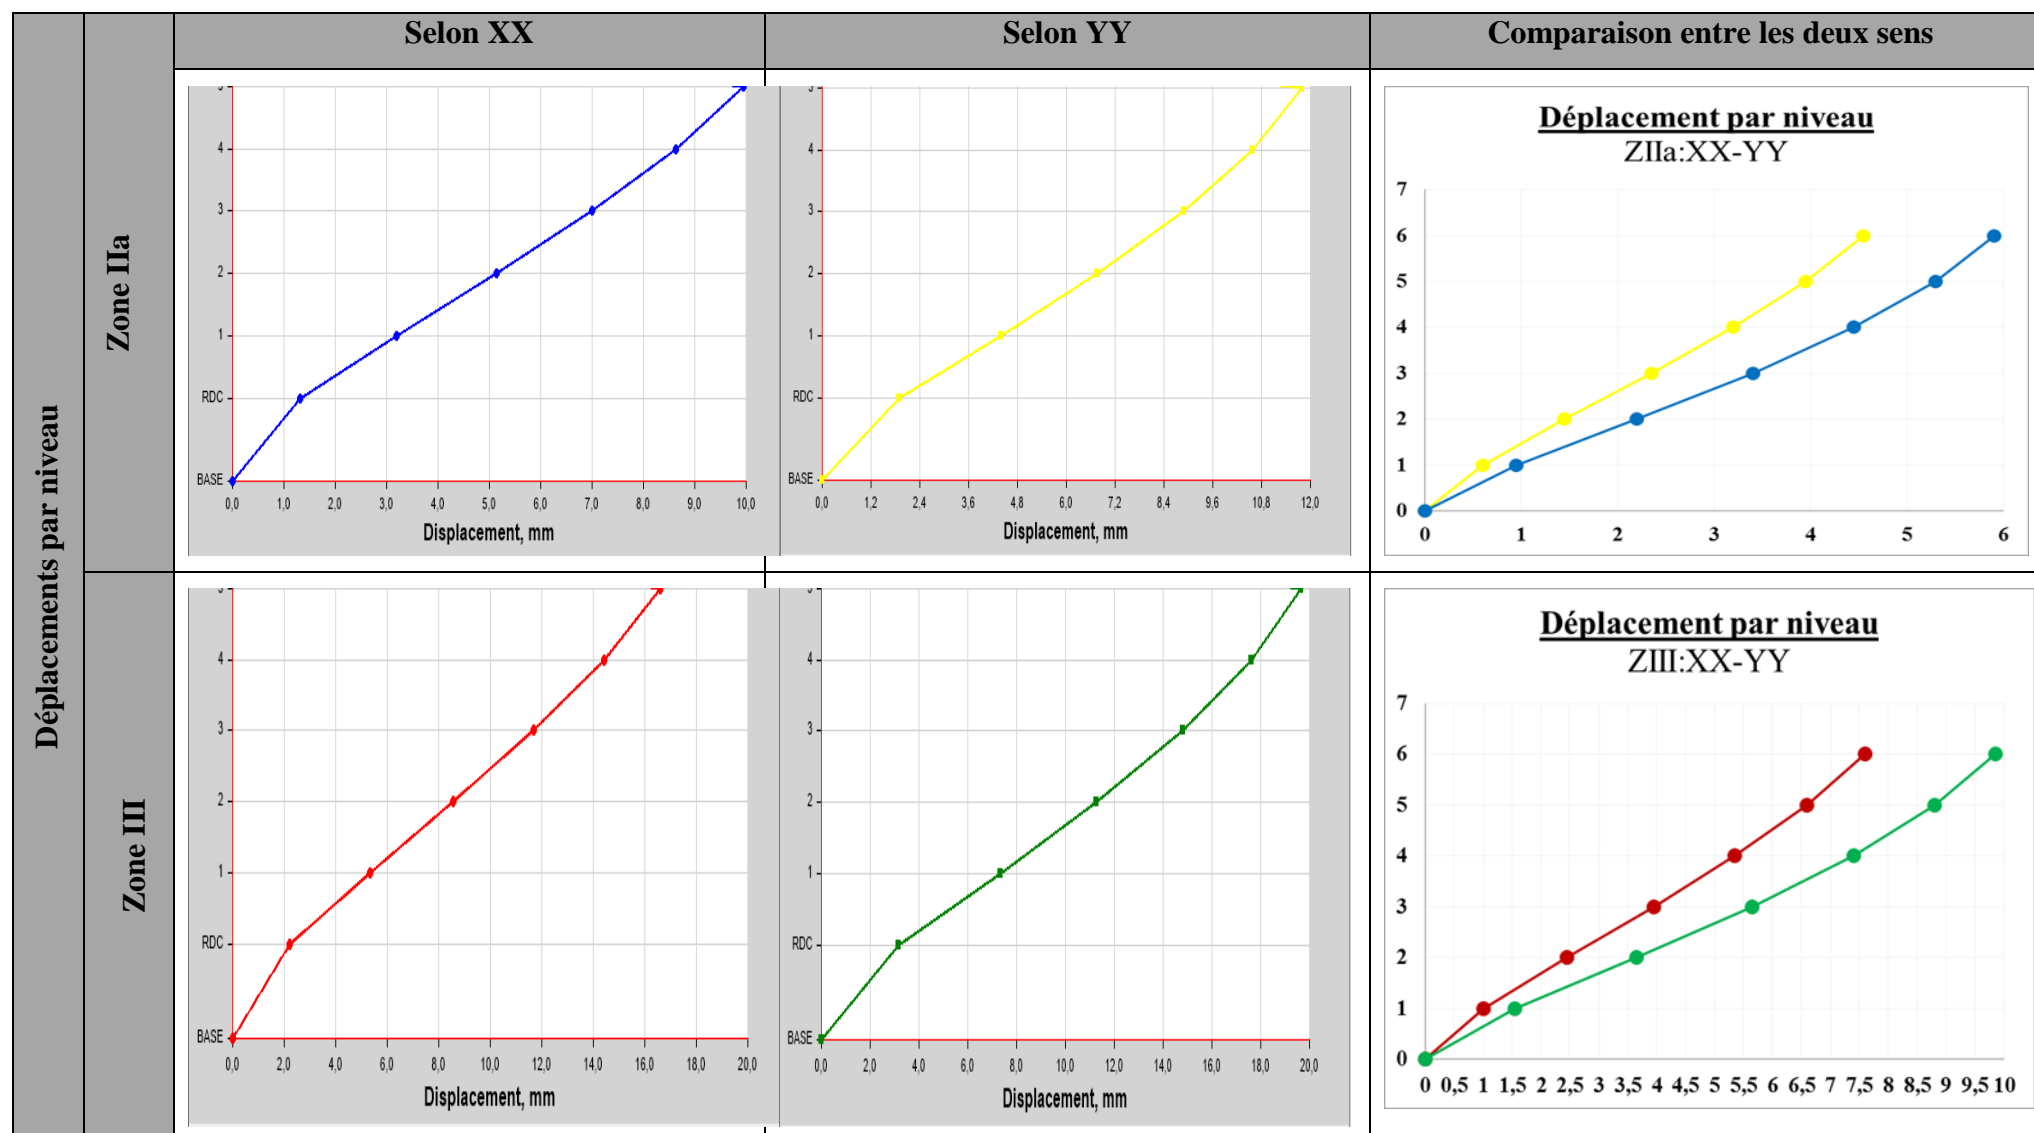 Selon XX
Selon YY
Comparaison entre les deux sens
Déplacements par niveau
Zone IIa
4
3
2
1
RDC
BASE
0,0 1,0 2,0 3,0 4,0 5,0 6,0 7,0 8,0 9,0 10,0
Displacement, mm
4
3
2
1
RDC
BASE
0,0 1,2 2,4 3,6 4,8 6,0 7,2 8,4 9,6 10,8 12,0
Displacement, mm
Déplacement par niveau
ZIIa:XX-YY
7
6
5
4
3
2
1
0
0 1 2 3 4 5 6
Zone III
4
3
2
1
RDC
BASE
0,0 2,0 4,0 6,0 8,0 10,0 12,0 14,0 16,0 18,0 20,0
Displacement, mm
4
3
2
1
RDC
BASE
0,0 2,0 4,0 6,0 8,0 10,0 12,0 14,0 16,0 18,0 20,0
Displacement, mm
Déplacement par niveau
ZIII:XX-YY
7
6
5
4
3
2
1
0
0 0,5 1 1,5 2 2,5 3 3,5 4 4,5 5 5,5 6 6,5 7 7,5 8 8,5 9 9,5 10